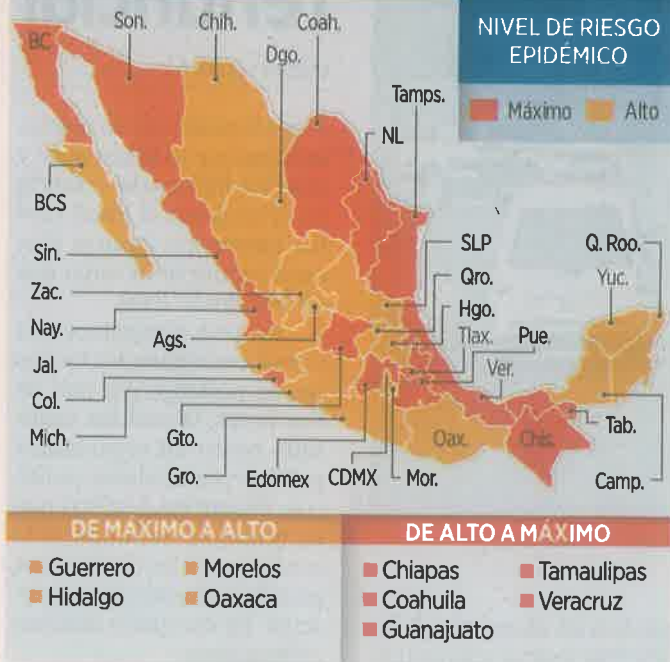 NIVEL DE RIESGO
EPIDÉMICO
Máximo Alto
BC
Son.
Chih.
Coah.
Dgo.
Tamps.
NL
BCS
Sin.
SLP
Q. Roo.
Zac.
Qro.
Yuc.
Nay.
Ags.
Hgo.
Tlax.
Pue.
Jal.
Ver.
Col.
Mich.
Gto.
Oax.
Chis.
Tab.
Gro.
Edomex
CDMX
Mor.
Camp.
DE MÁXIMO A ALTO
Guerrero
Hidalgo
Morelos
Oaxaca
DE ALTO A MÁXIMO
Chiapas
Coahuila
Guanajuato
Tamaulipas
Veracruz